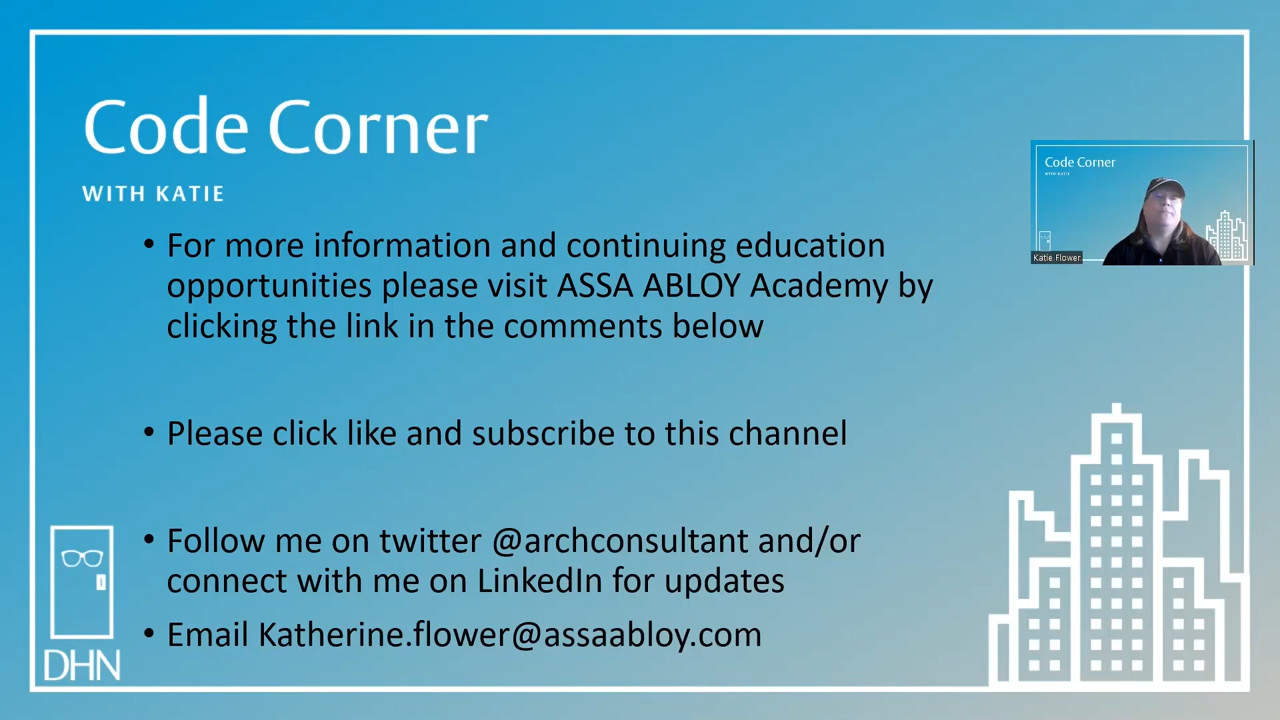 Code Corner
WITH KATIE
• For more information and continuing education
opportunities please visit ASSA ABLOY Academy by
clicking the link in the comments below
• Please click like and subscribe to this channel
• Follow me on twitter @archconsultant and/or
connect with me on LinkedIn for updates
• Email Katherine.flower@assaabloy.com
DHN
Code Corner
WITH KATIE
Katie Flower